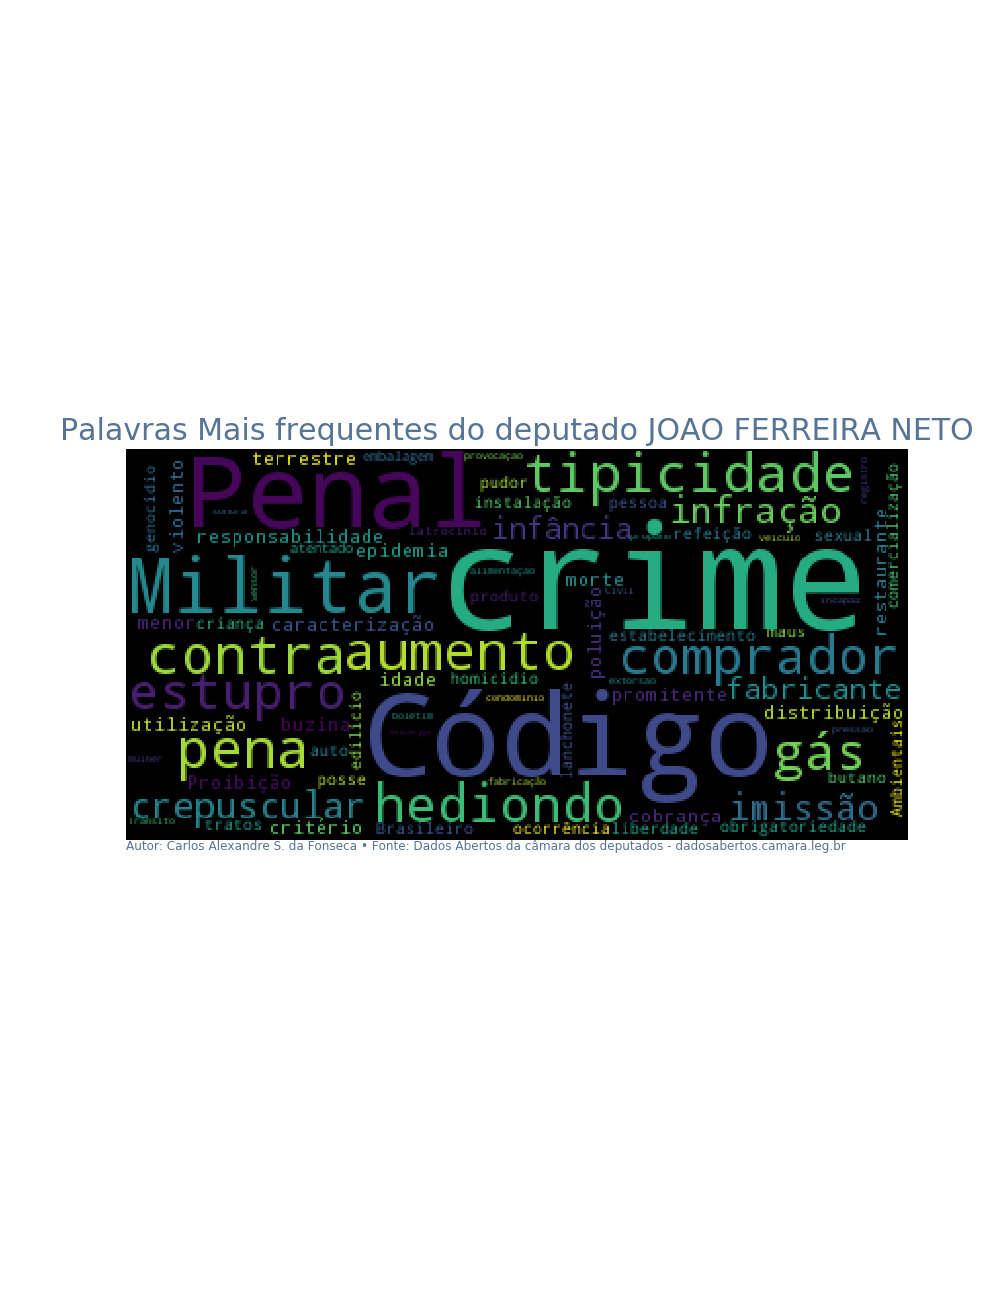 Palavras Mais frequentes do deputado JOAO FERREIRA NETO
terrestre
embalagem
provocação
Penal
tipicidade
genocídio
violento
pudor
instalação
pessoa
infração
registro
comercialização
responsabilidade
latrocínio
infância
refeição
veículo
sexual
restaurante
atentado
epidemia
crime
Militar
senior
alimentação
morte
Civil
produto
incapaz
poluição
menor
criança
caracterização
estabelecimento
maus
contra
aumento
comprador
idade
homicídio
extorsão
estupro
condomínio
promitente
fabricante
edilício
boletim
Código
lanchonete
distribuição
utilização
buzina
pressão
Ambientais
pena
auto
gás
mulher
Proibição
posse
fabricação
butano
crepuscular
hediondo
imissão
trânsito
tratos
critério
Brasileiro
ocorrência
liberdade
cobrança
obrigatoriedade
Autor: Carlos Alexandre S. da Fonseca • Fonte: Dados Abertos da câmara dos deputados - dadosabertos.camara.leg.br